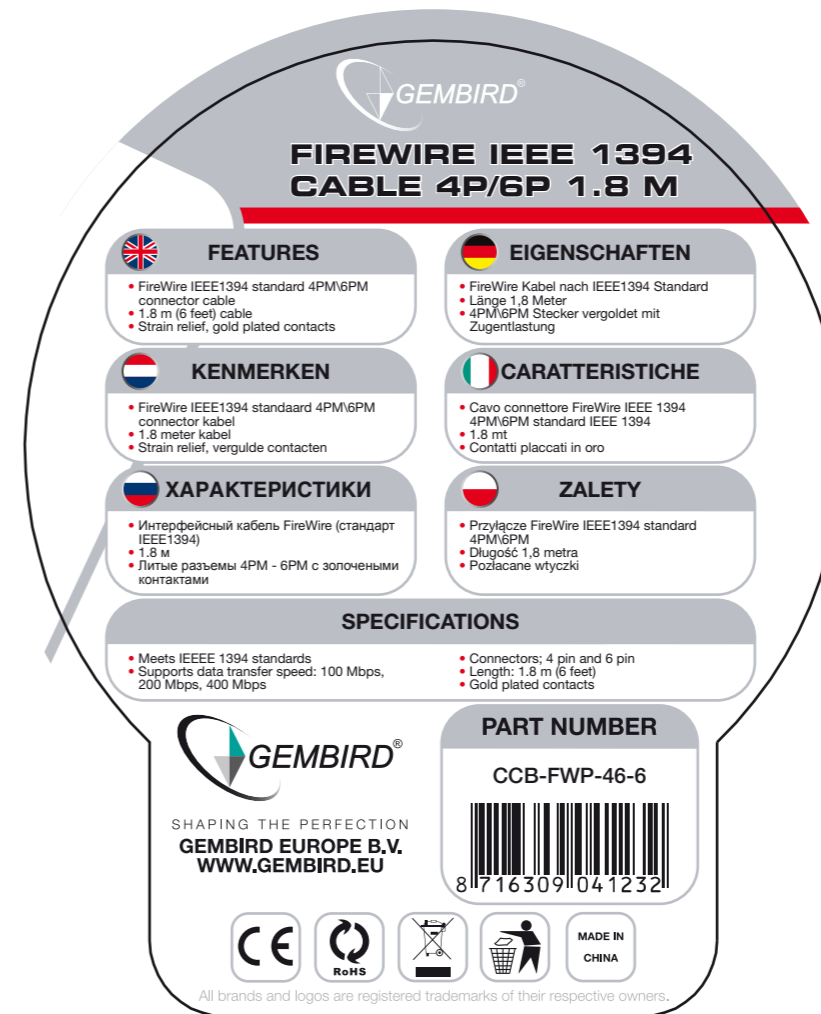 GEMBIRD®
FIREWIRE IEEE 1394
CABLE 4P/6P 1.8 M
FEATURES
• FireWire IEEE1394 standard 4PM\6PM
connector cable
• 1.8 m (6 feet) cable
• Strain relief, gold plated contacts
EIGENSCHAFTEN
• FireWire Kabel nach IEEE1394 Standard
• Länge 1,8 Meter
• 4PM\6PM Stecker vergoldet mit
Zugentlastung
KENMERKEN
• FireWire IEEE1394 standaard 4PM\6PM
connector kabel
• 1.8 meter kabel
• Strain relief, vergulde contacten
CARATTERISTICHE
• Cavo connettore FireWire IEEE 1394
4PM\6PM standard IEEE 1394
• 1.8 mt
• Contatti placcati in oro
ХАРАКТЕРИСТИКИ
• Интерфейсный кабель FireWire (стандарт
IEEE1394)
• 1.8 м
• Литые разъемы 4PM - 6PM с золочеными
контактами
ZALETY
• Przyłącze FireWire IEEE1394 standard
4PM\6PM
• Długość 1,8 metra
• Pozłacane wtyczki
SPECIFICATIONS
• Meets IEEEE 1394 standards
• Supports data transfer speed: 100 Mbps,
200 Mbps, 400 Mbps
• Connectors; 4 pin and 6 pin
• Length: 1.8 m (6 feet)
• Gold plated contacts
GEMBIRD®
SHAPING THE PERFECTION
GEMBIRD EUROPE B.V.
WWW.GEMBIRD.EU
PART NUMBER
CCB-FWP-46-6
8 716309 041232
CE
RoHS
MADE IN
CHINA
All brands and logos are registered trademarks of their respective owners.